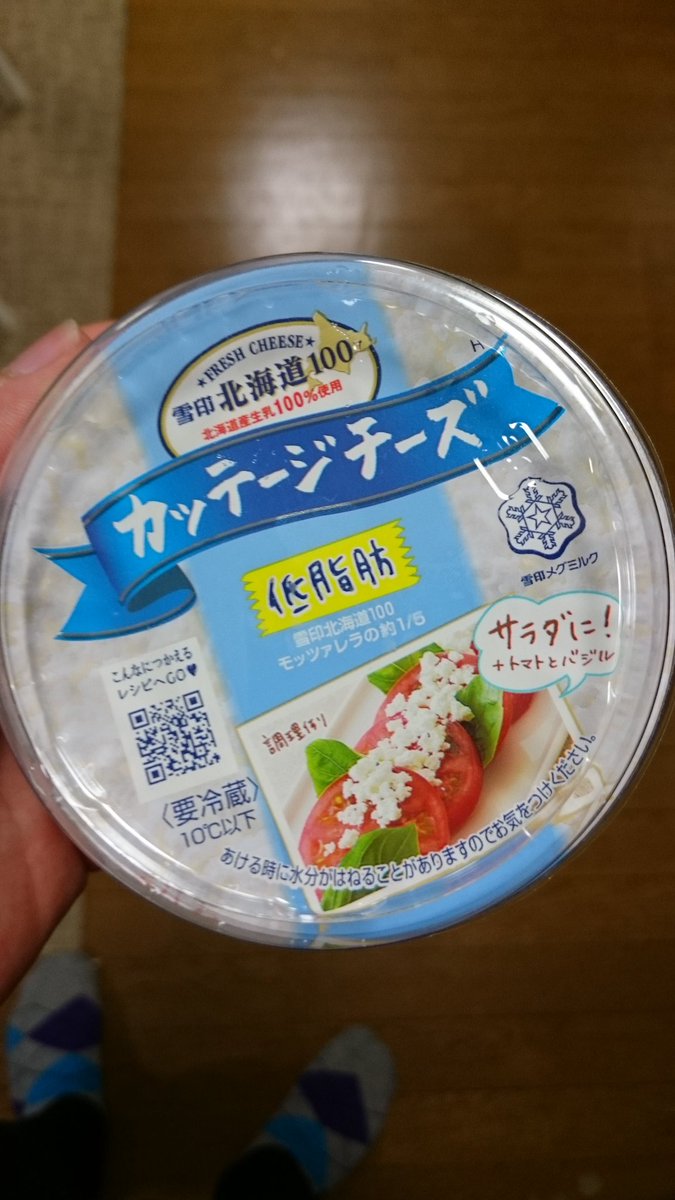 FRESH CHEESE
雪印 北海道100
北海道産生乳100%使用
カッテージチーズ
雪印メグミルク
低脂肪
雪印北海道100
モッツァレラの約1/5
サラダに!
+トマトとバジル
こんなにつかえる
レシピへGO♥
調理例
〈要冷蔵〉
10℃以下
あける時に水分がはねることがありますのでお気をつけください。